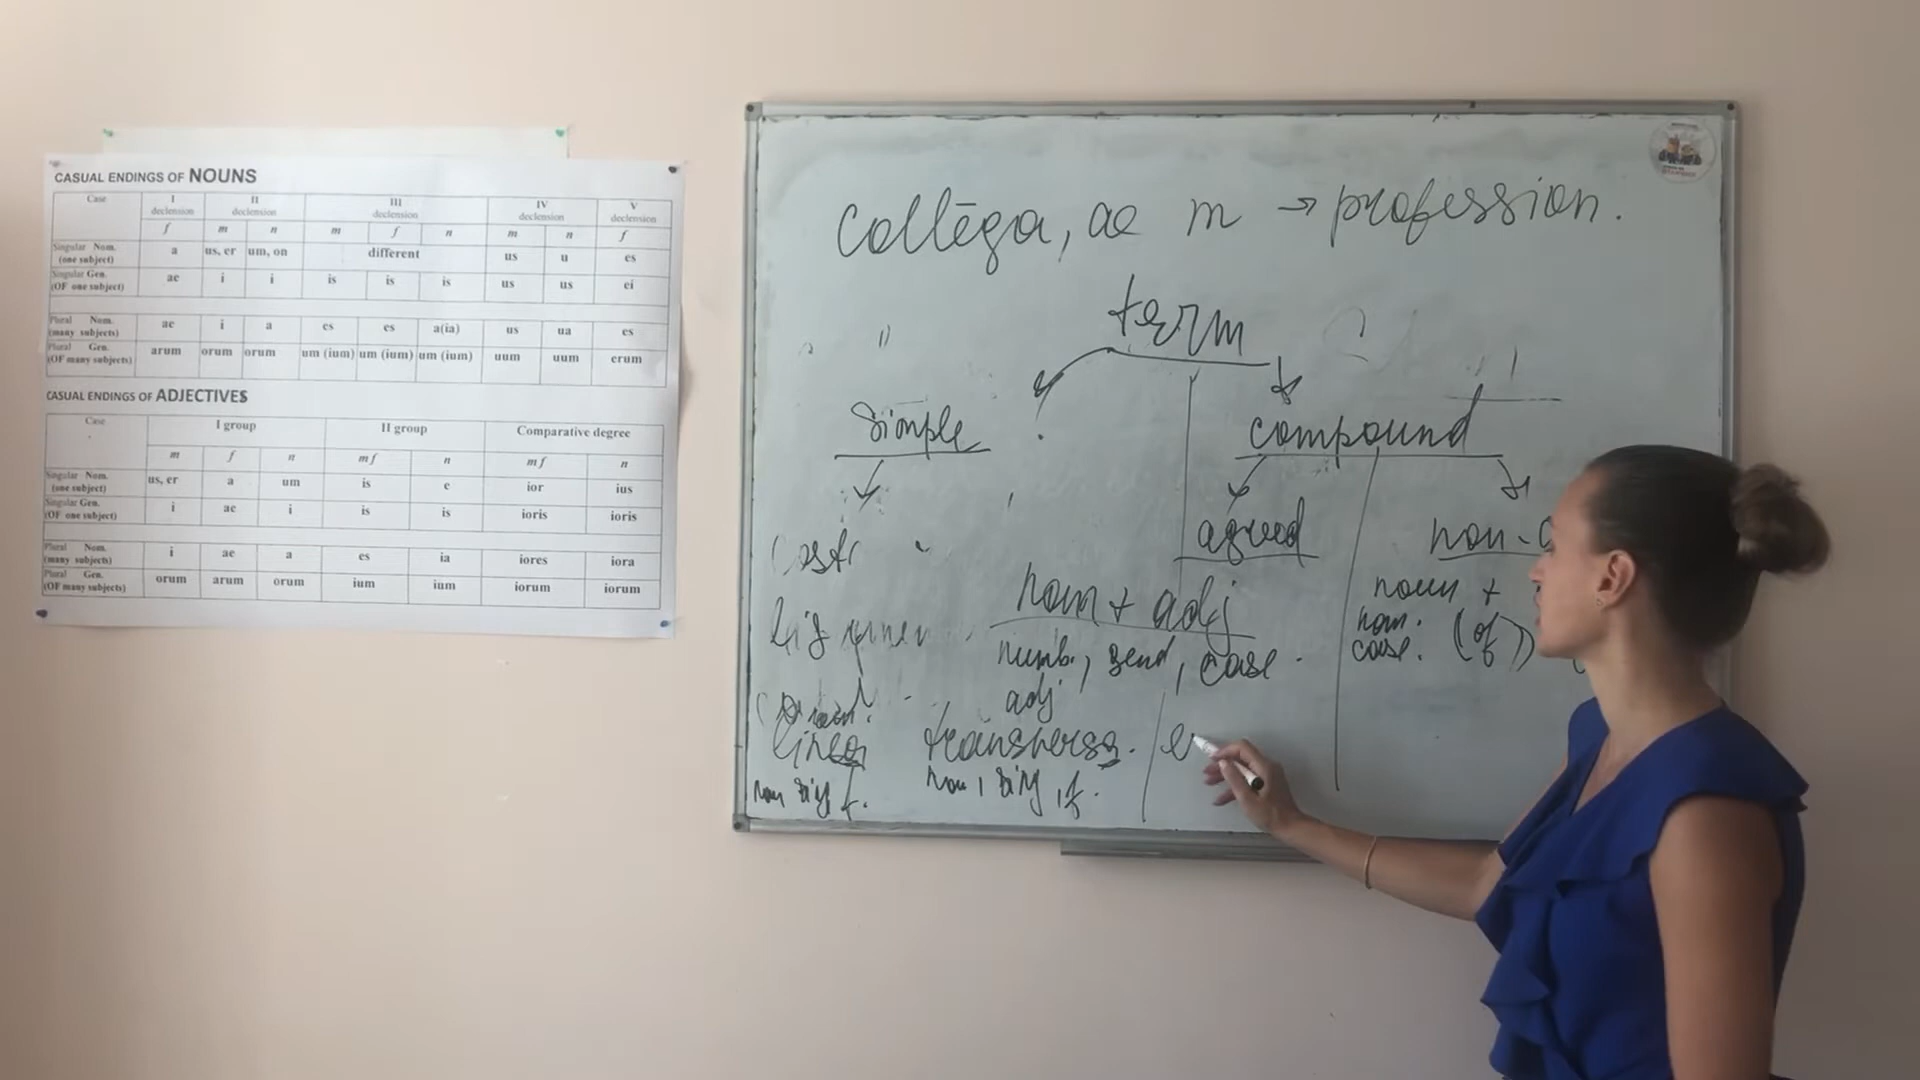 CASUAL ENDINGS OF NOUNS
Case I declension II declension III declension IV declension V declension
f m n m f n m n f
Singular Nom. (one subject) a us, er um, on different us u es
Singular Gen. (OF one subject) ae i i is is is us us ei
Plural Nom. (many subjects) ae i a es es a(ia) us ua es
Plural Gen. (OF many subjects) arum orum orum um (ium) um (ium) um (ium) uum uum erum
CASUAL ENDINGS OF ADJECTIVES
Case I group II group Comparative degree
m f n m f n m f n
Singular Nom. (one subject) us, er a um is e ior ius
Singular Gen. (OF one subject) i ae i is is ioris ioris
Plural Nom. (many subjects) i ae a es ia iores iora
Plural Gen. (OF many subjects) orum arum orum ium ium iorum iorum
Collēga, ae m → profession.
term
simple compound
agreed non-
noun + adj
numb., gend, case.
noun +
nom.
case. (of)
adj
linea transversa.
nom sing f.
nom, sing, f.